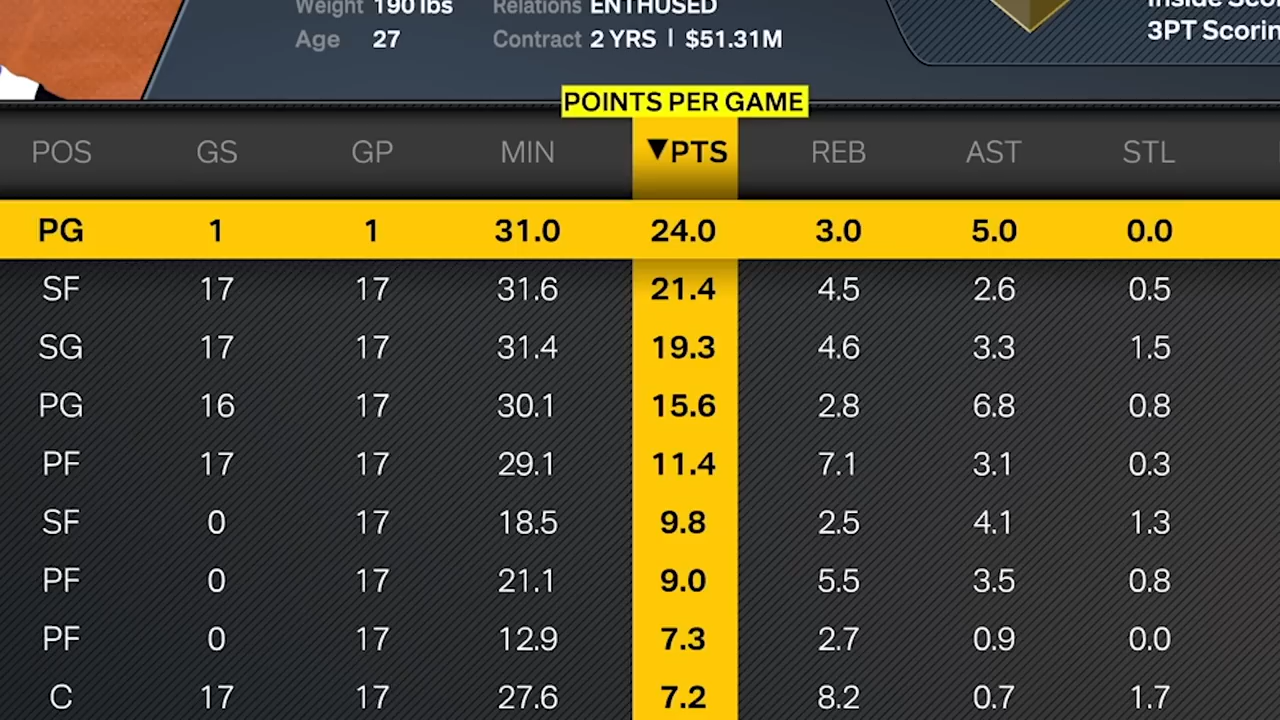 Weight 190 lbs Relations ENTHUSED
Age 27 Contract 2 YRS | $51.31M
3PT Scorin
POINTS PER GAME
POS GS GP MIN ▼PTS REB AST STL
PG 1 1 31.0 24.0 3.0 5.0 0.0
SF 17 17 31.6 21.4 4.5 2.6 0.5
SG 17 17 31.4 19.3 4.6 3.3 1.5
PG 16 17 30.1 15.6 2.8 6.8 0.8
PF 17 17 29.1 11.4 7.1 3.1 0.3
SF 0 17 18.5 9.8 2.5 4.1 1.3
PF 0 17 21.1 9.0 5.5 3.5 0.8
PF 0 17 12.9 7.3 2.7 0.9 0.0
C 17 17 27.6 7.2 8.2 0.7 1.7